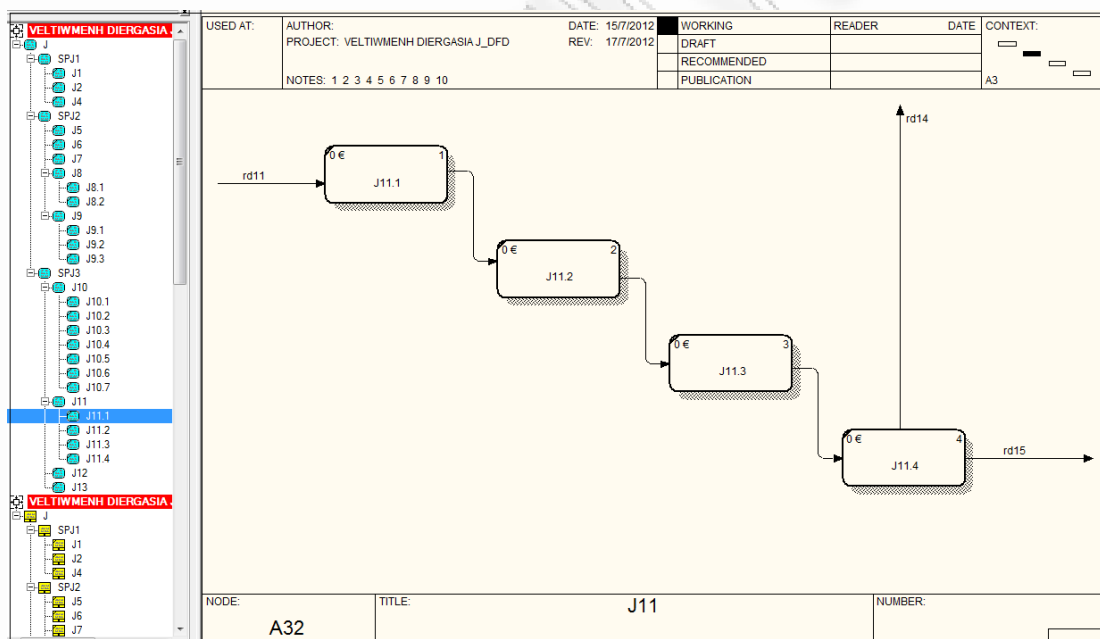 VELTIWMENH DIERGASIA
J
SPJ1
J1
J2
J4
SPJ2
J5
J6
J7
J8
J8.1
J8.2
J9
J9.1
J9.2
J9.3
SPJ3
J10
J10.1
J10.2
J10.3
J10.4
J10.5
J10.6
J10.7
J11
J11.1
J11.2
J11.3
J11.4
J12
J13
VELTIWMENH DIERGASIA
J
SPJ1
J1
J2
J4
SPJ2
J5
J6
J7
USED AT:
AUTHOR:
DATE: 15/7/2012
PROJECT: VELTIWMENH DIERGASIA J_DFD
REV: 17/7/2012
NOTES: 1 2 3 4 5 6 7 8 9 10
WORKING
DRAFT
RECOMMENDED
PUBLICATION
READER DATE
CONTEXT:
A3
rd11
0 € 1
J11.1
0 € 2
J11.2
0 € 3
J11.3
rd14
0 € 4
J11.4
rd15
NODE:
A32
TITLE:
J11
NUMBER: